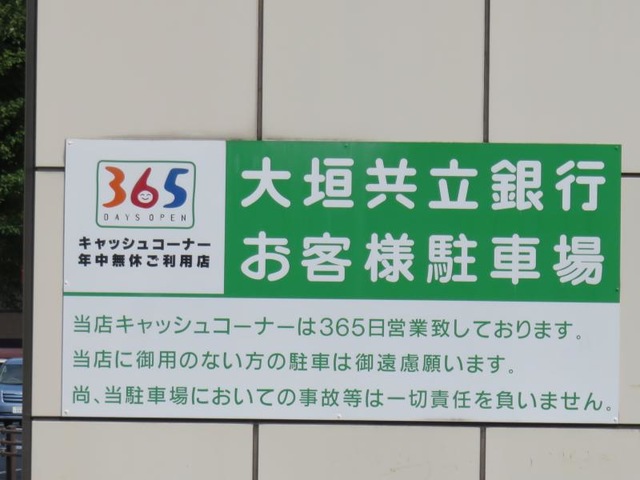 365
DAYS OPEN
キャッシュコーナー
年中無休ご利用店
大垣共立銀行
お客様駐車場
当店キャッシュコーナーは365日営業致しております。
当店に御用のない方の駐車は御遠慮願います。
尚、当駐車場においての事故等は一切責任を負いません。